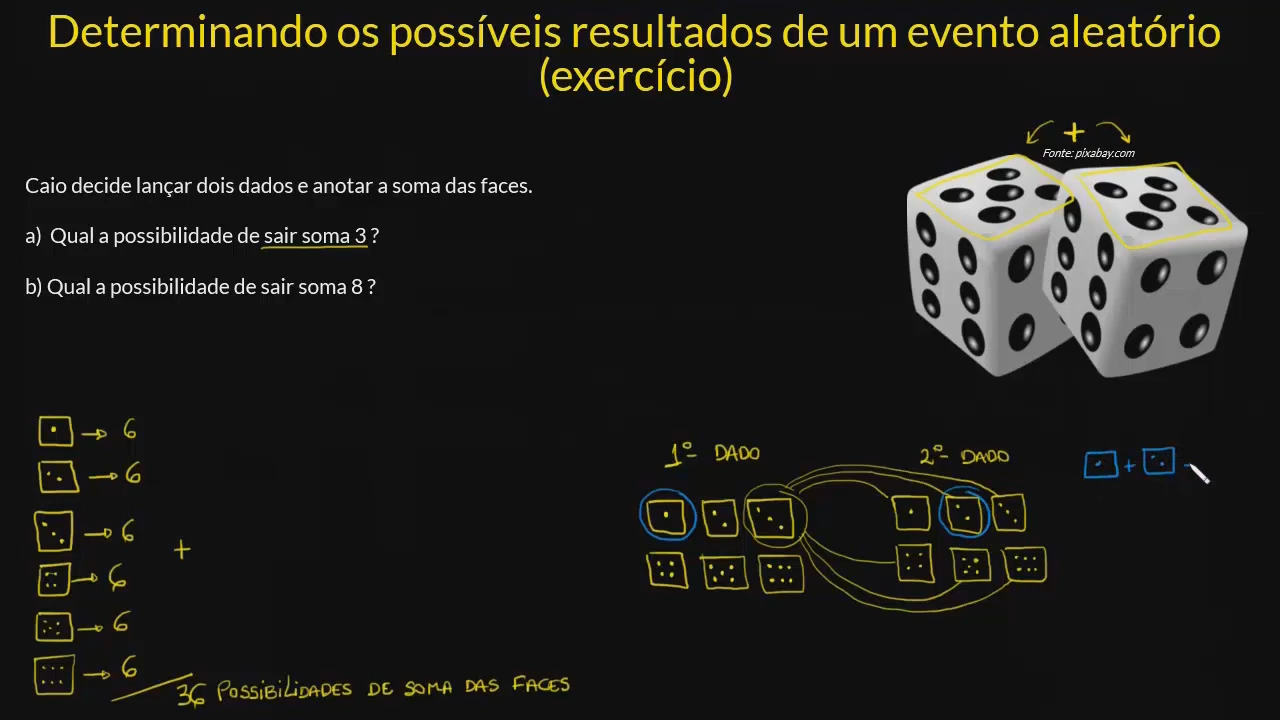 Determinando os possíveis resultados de um evento aleatório
(exercício)
+
Fonte: pixabay.com
Caio decide lançar dois dados e anotar a soma das faces.
a) Qual a possibilidade de sair soma 3 ?
b) Qual a possibilidade de sair soma 8 ?
→ 6
→ 6
→ 6
→ 6
→ 6
→ 6
+
36 POSSIBILIDADES DE SOMA DAS FACES
1º DADO
2º DADO
+